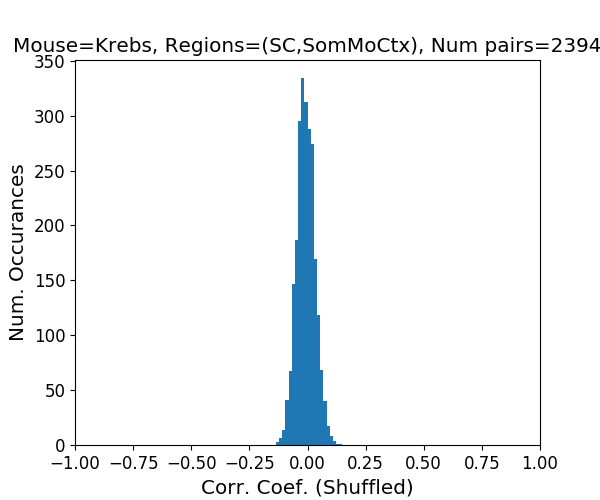 Mouse=Krebs, Regions=(SC,SomMoCtx), Num pairs=2394
350
300
250
200
150
100
50
0
Num. Occurances
−1.00 −0.75 −0.50 −0.25 0.00 0.25 0.50 0.75 1.00
Corr. Coef. (Shuffled)